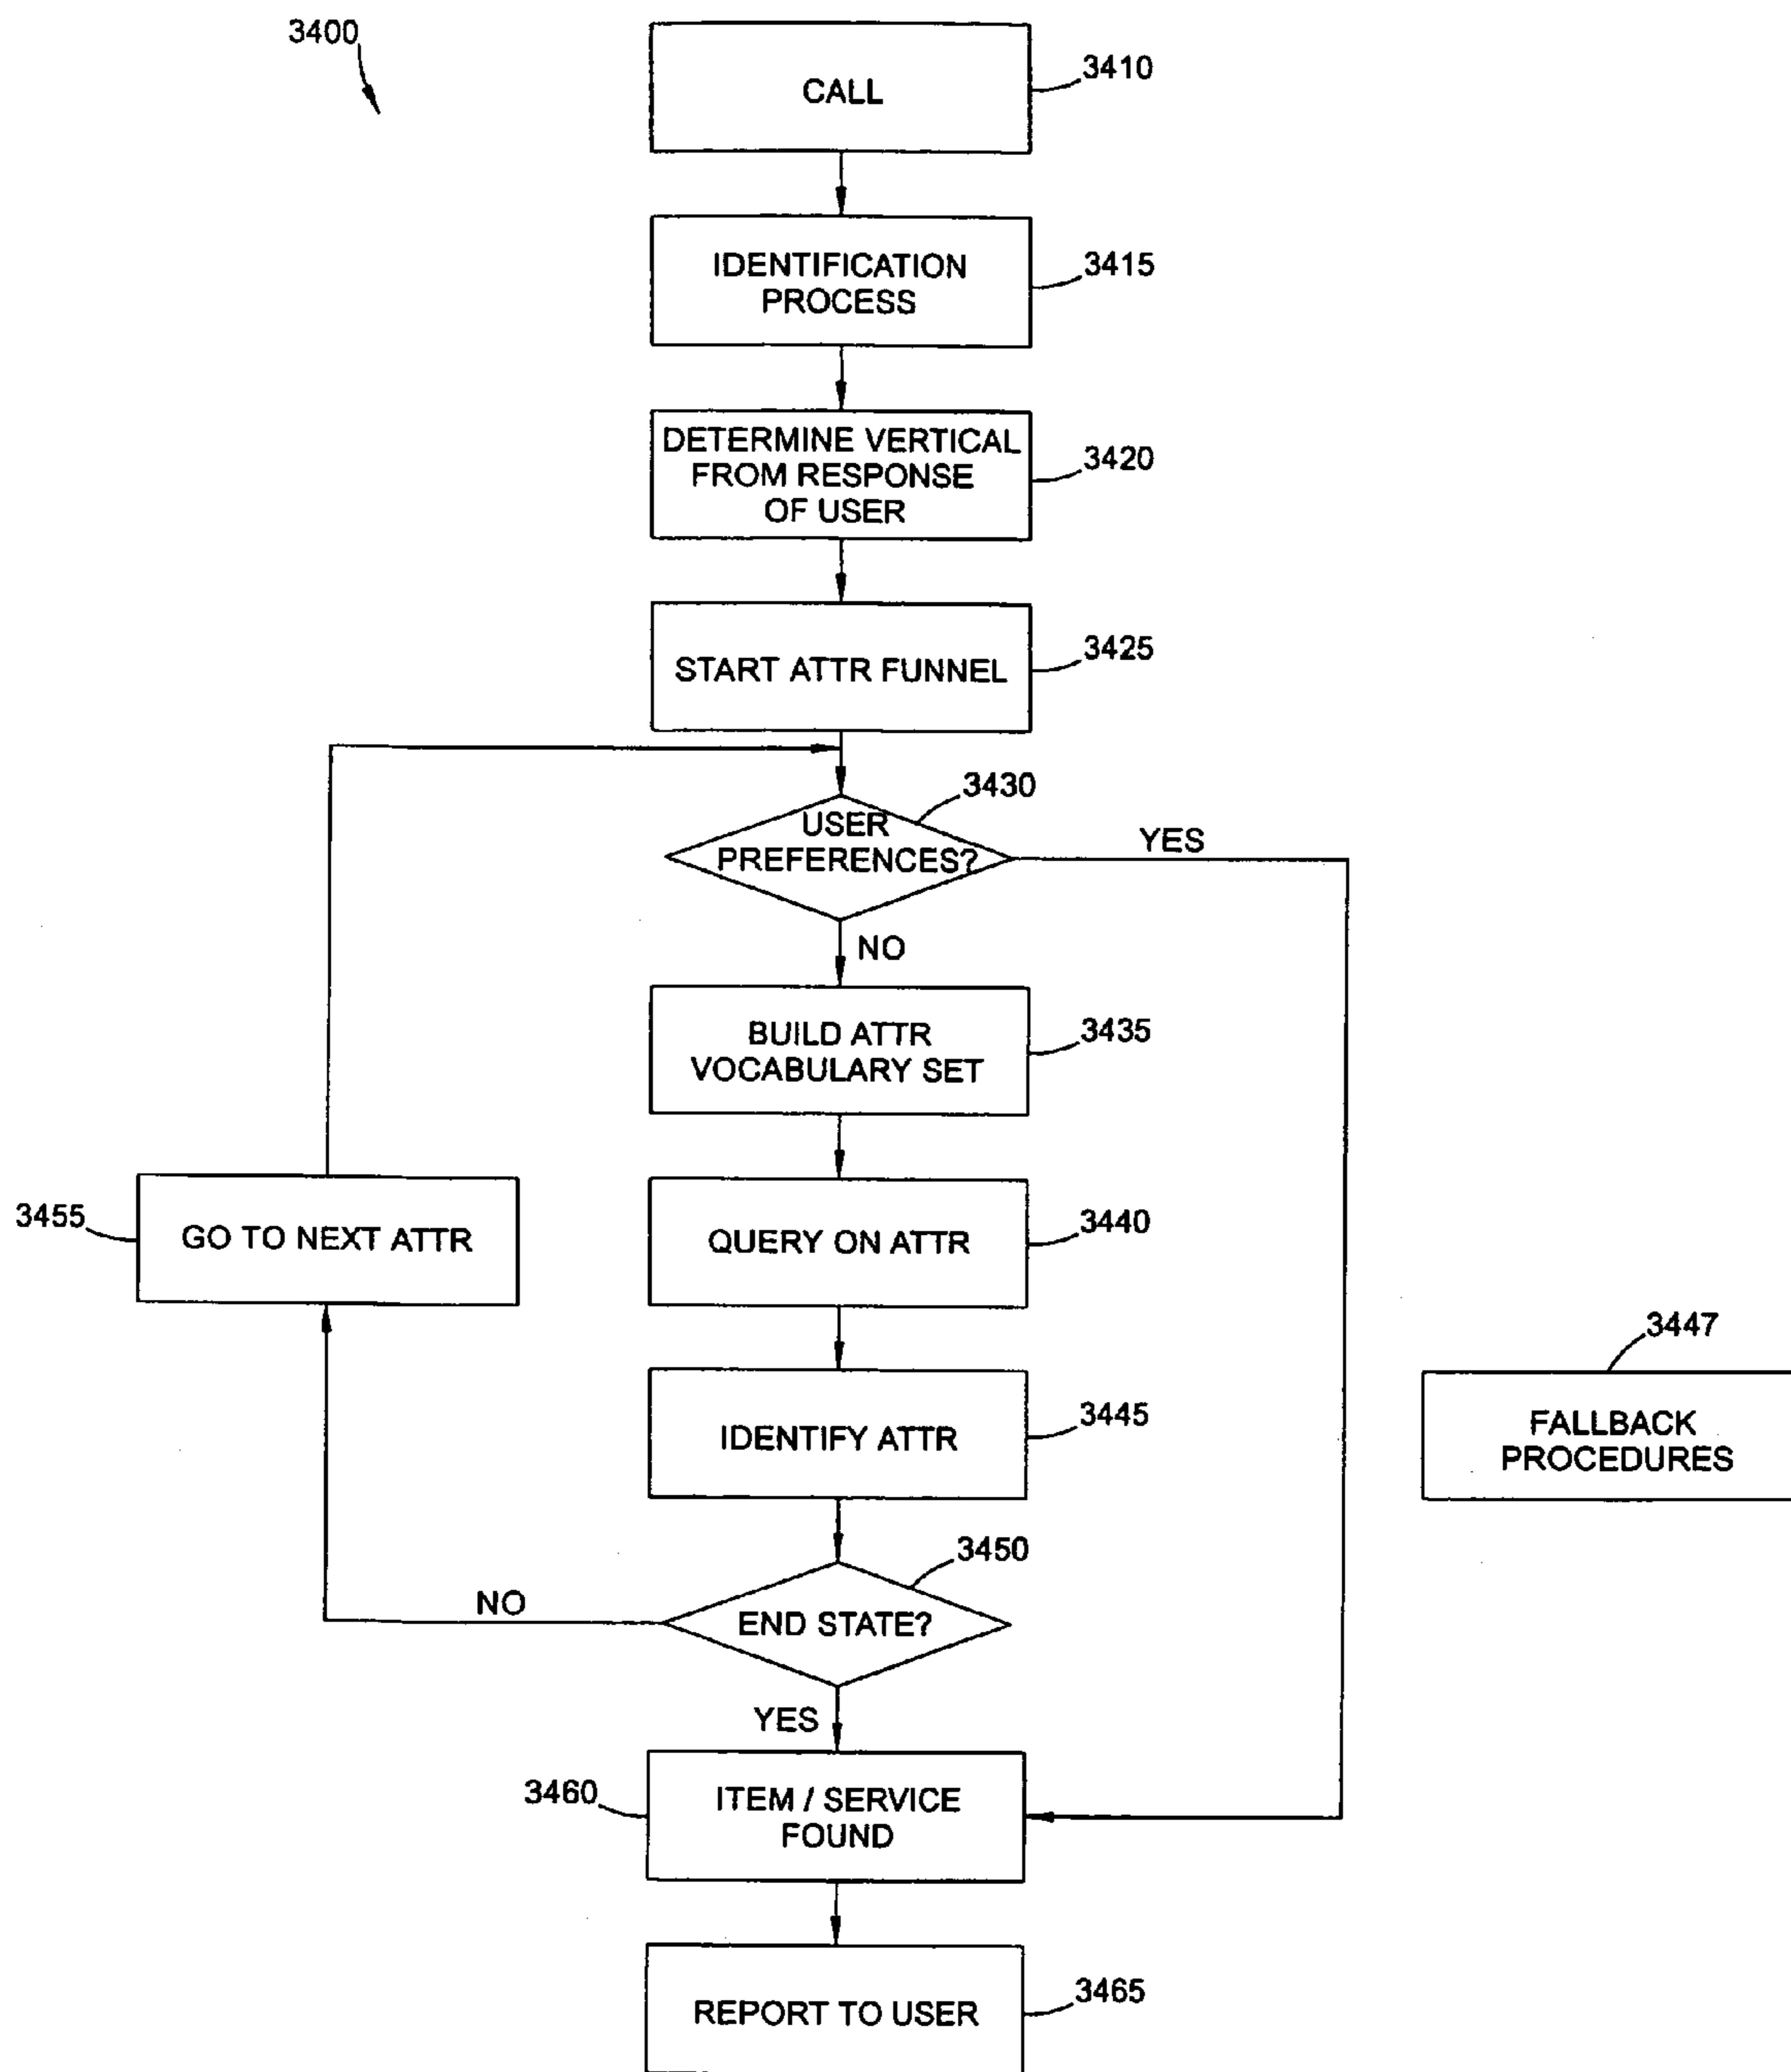 3400
CALL
3410
IDENTIFICATION
PROCESS
3415
DETERMINE VERTICAL
FROM RESPONSE
OF USER
3420
START ATTR FUNNEL
3425
3430
USER
PREFERENCES?
YES
NO
BUILD ATTR
VOCABULARY SET
3435
3455
GO TO NEXT ATTR
QUERY ON ATTR
3440
3447
FALLBACK
PROCEDURES
IDENTIFY ATTR
3445
3450
END STATE?
NO
YES
3460
ITEM / SERVICE
FOUND
REPORT TO USER
3465